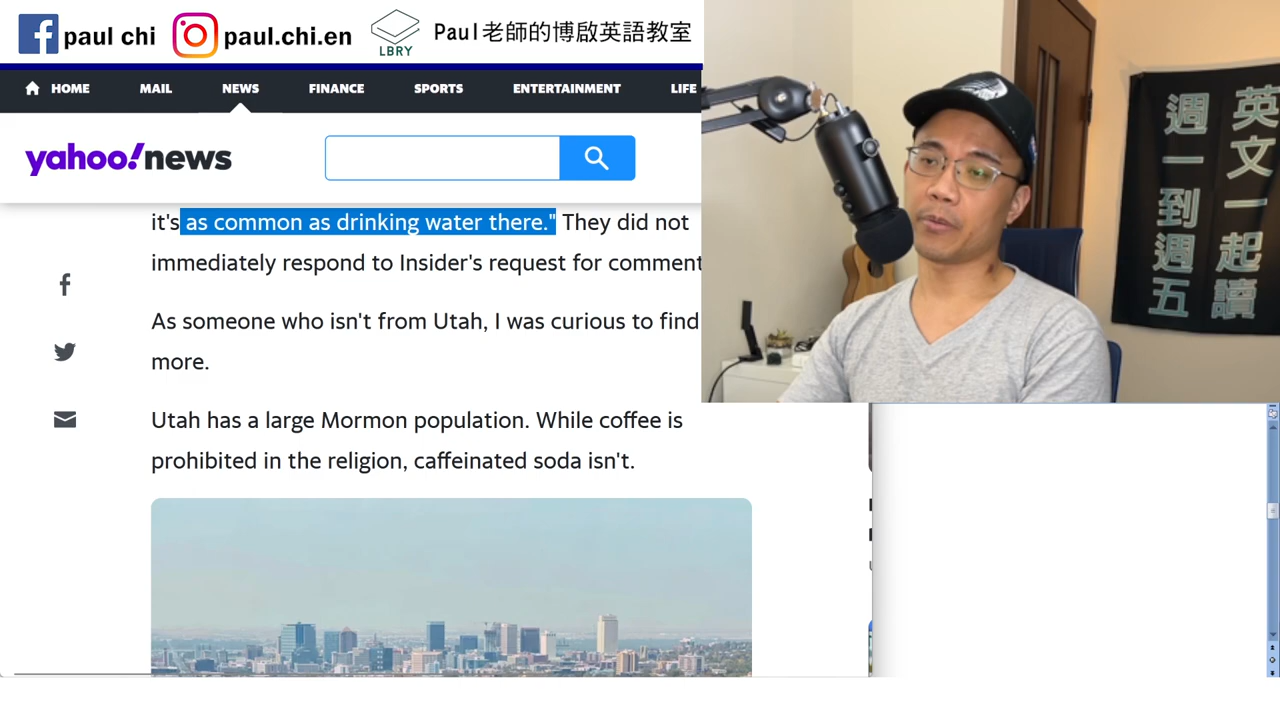 paul chi
paul.chi.en
LBRY
Paul老師的博啟英語教室
HOME MAIL NEWS FINANCE SPORTS ENTERTAINMENT LIFE
yahoo!news
it's as common as drinking water there." They did not
immediately respond to Insider's request for comment
As someone who isn't from Utah, I was curious to find
more.
Utah has a large Mormon population. While coffee is
prohibited in the religion, caffeinated soda isn't.
英文一起讀
週一到週五